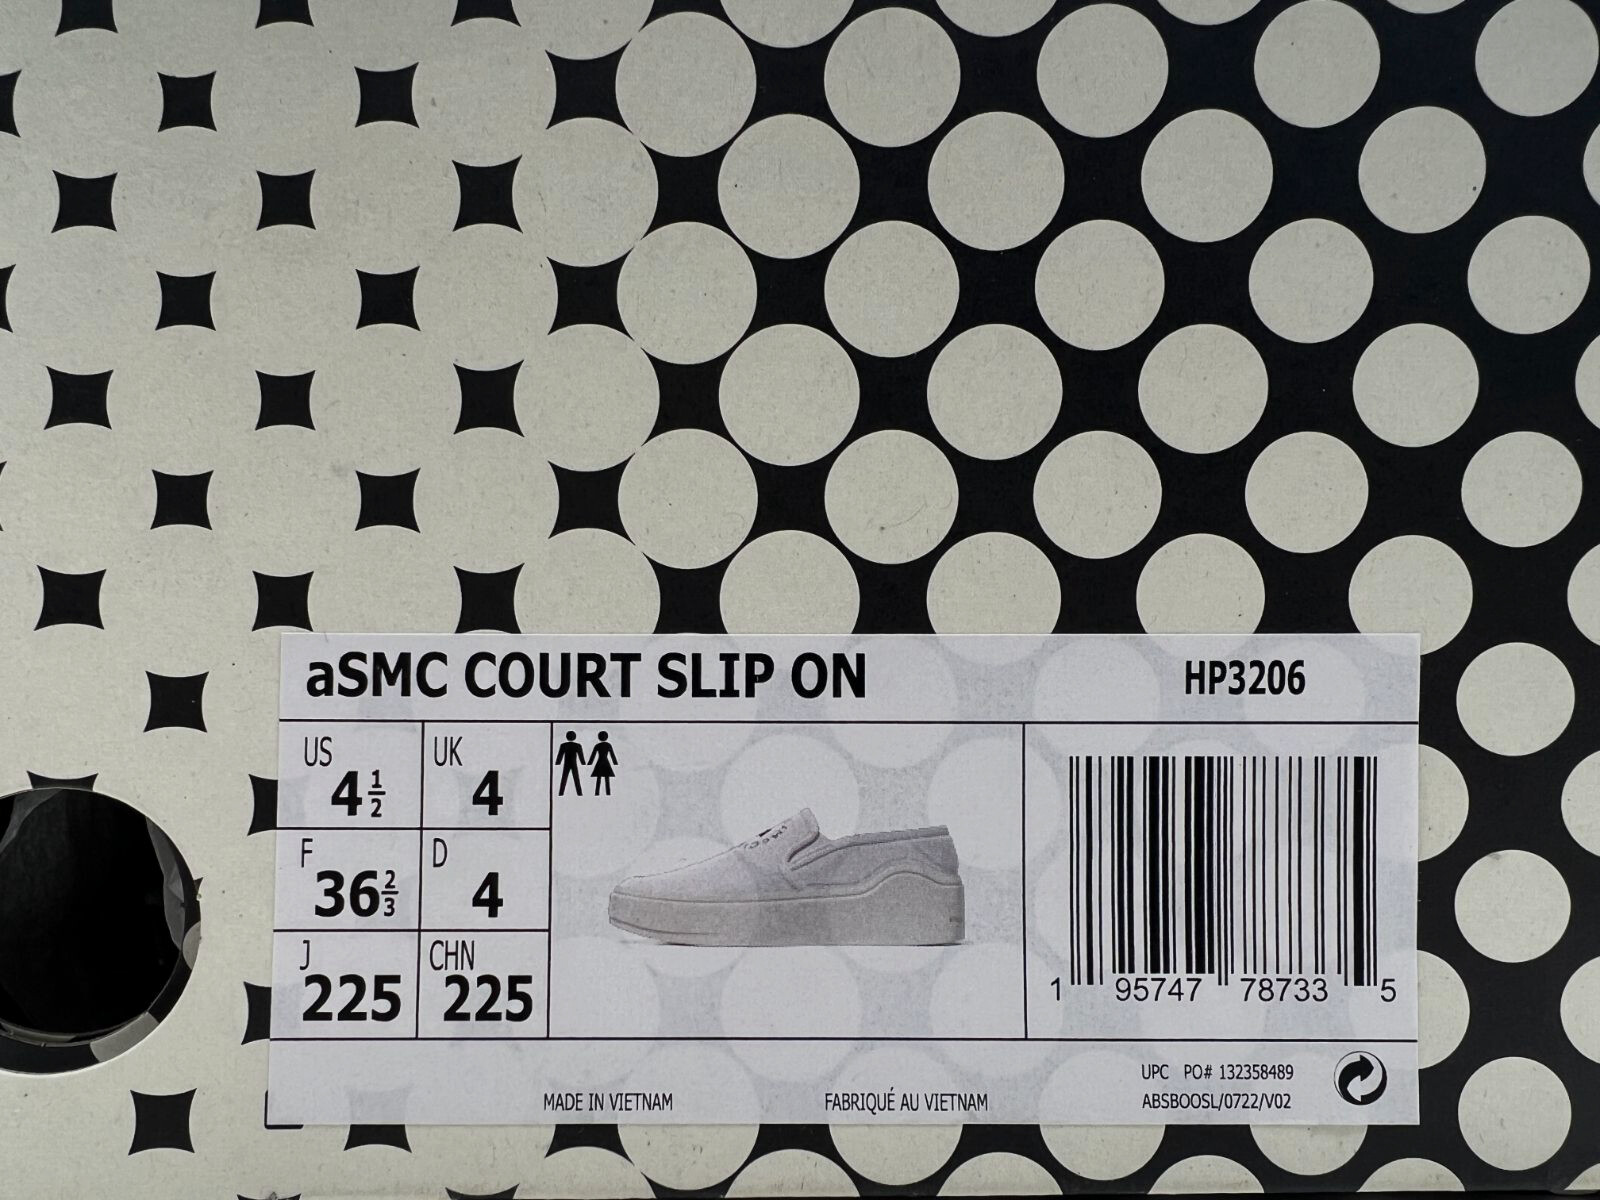 aSMC COURT SLIP ON HP3206
US UK
4 1/2 4
F D
36 2/3 4
J CHN
225 225
1 95747 78733 5
UPC PO# 132358489
MADE IN VIETNAM FABRIQUÉ AU VIETNAM ABSBOOSL/0722/V02